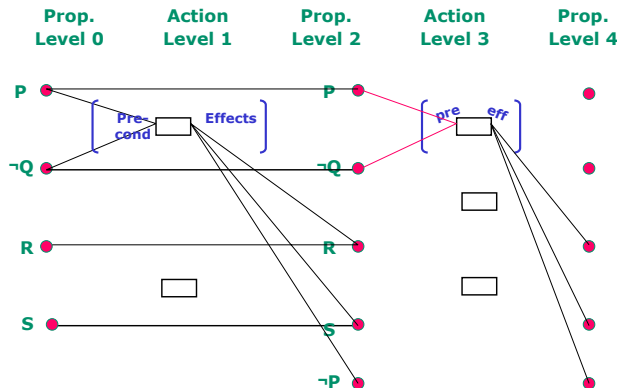 Prop. Action Prop. Action Prop.
Level 0 Level 1 Level 2 Level 3 Level 4
P P
Pre- Effects pre eff
cond
¬Q ¬Q
R R
S S
¬P